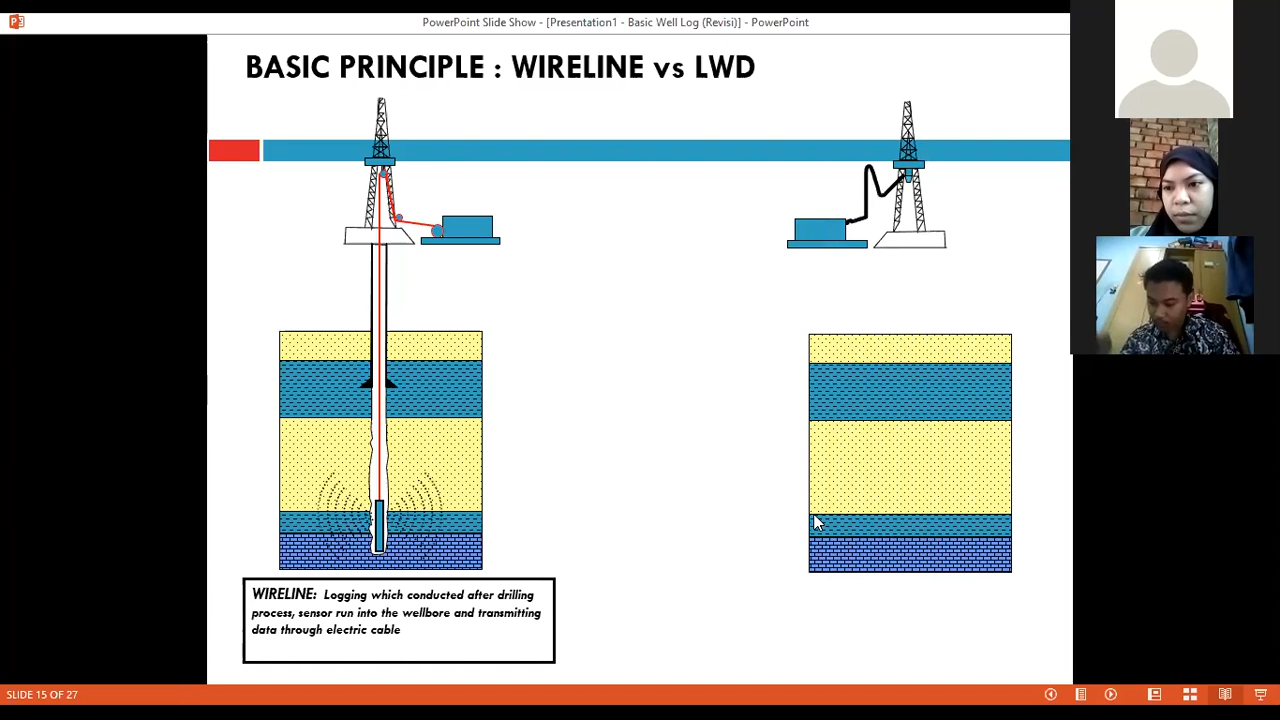 PowerPoint Slide Show - [Presentation1 - Basic Well Log (Revisi)] - PowerPoint
BASIC PRINCIPLE : WIRELINE vs LWD
WIRELINE: Logging which conducted after drilling
process, sensor run into the wellbore and transmitting
data through electric cable
SLIDE 15 OF 27